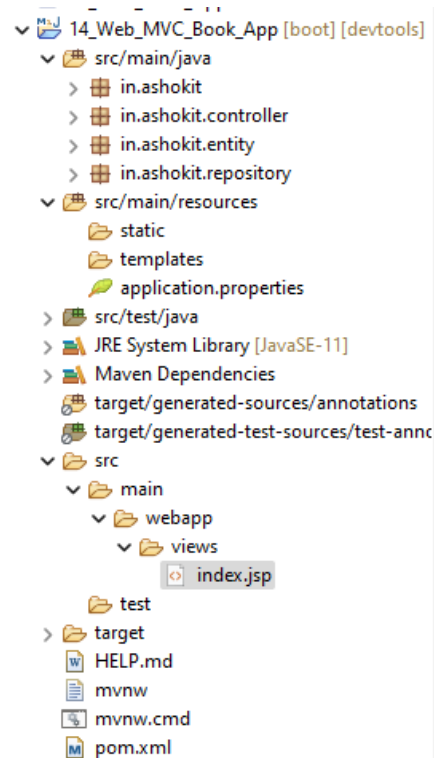 14_Web_MVC_Book_App [boot] [devtools]
src/main/java
in.ashokit
in.ashokit.controller
in.ashokit.entity
in.ashokit.repository
src/main/resources
static
templates
application.properties
src/test/java
JRE System Library [JavaSE-11]
Maven Dependencies
target/generated-sources/annotations
target/generated-test-sources/test-anno
src
main
webapp
views
index.jsp
test
target
HELP.md
mvnw
mvnw.cmd
pom.xml